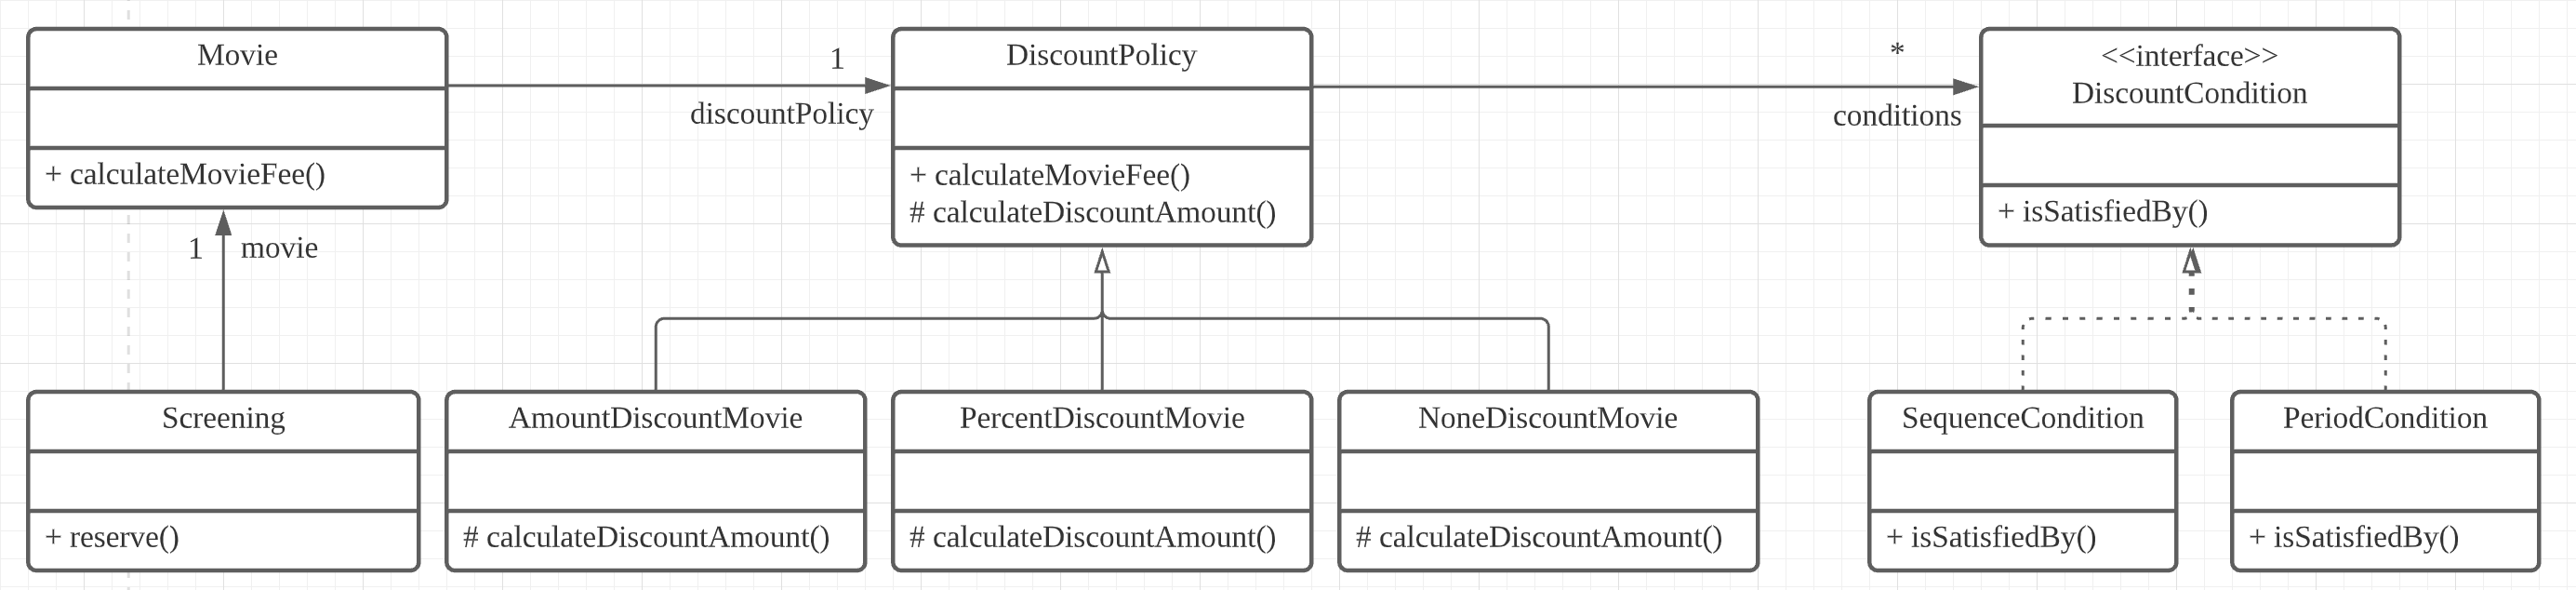 Movie
+ calculateMovieFee()
1
discountPolicy
DiscountPolicy
+ calculateMovieFee()
# calculateDiscountAmount()
*
conditions
<<interface>>
DiscountCondition
+ isSatisfiedBy()
1 movie
Screening
+ reserve()
AmountDiscountMovie
# calculateDiscountAmount()
PercentDiscountMovie
# calculateDiscountAmount()
NoneDiscountMovie
# calculateDiscountAmount()
SequenceCondition
+ isSatisfiedBy()
PeriodCondition
+ isSatisfiedBy()